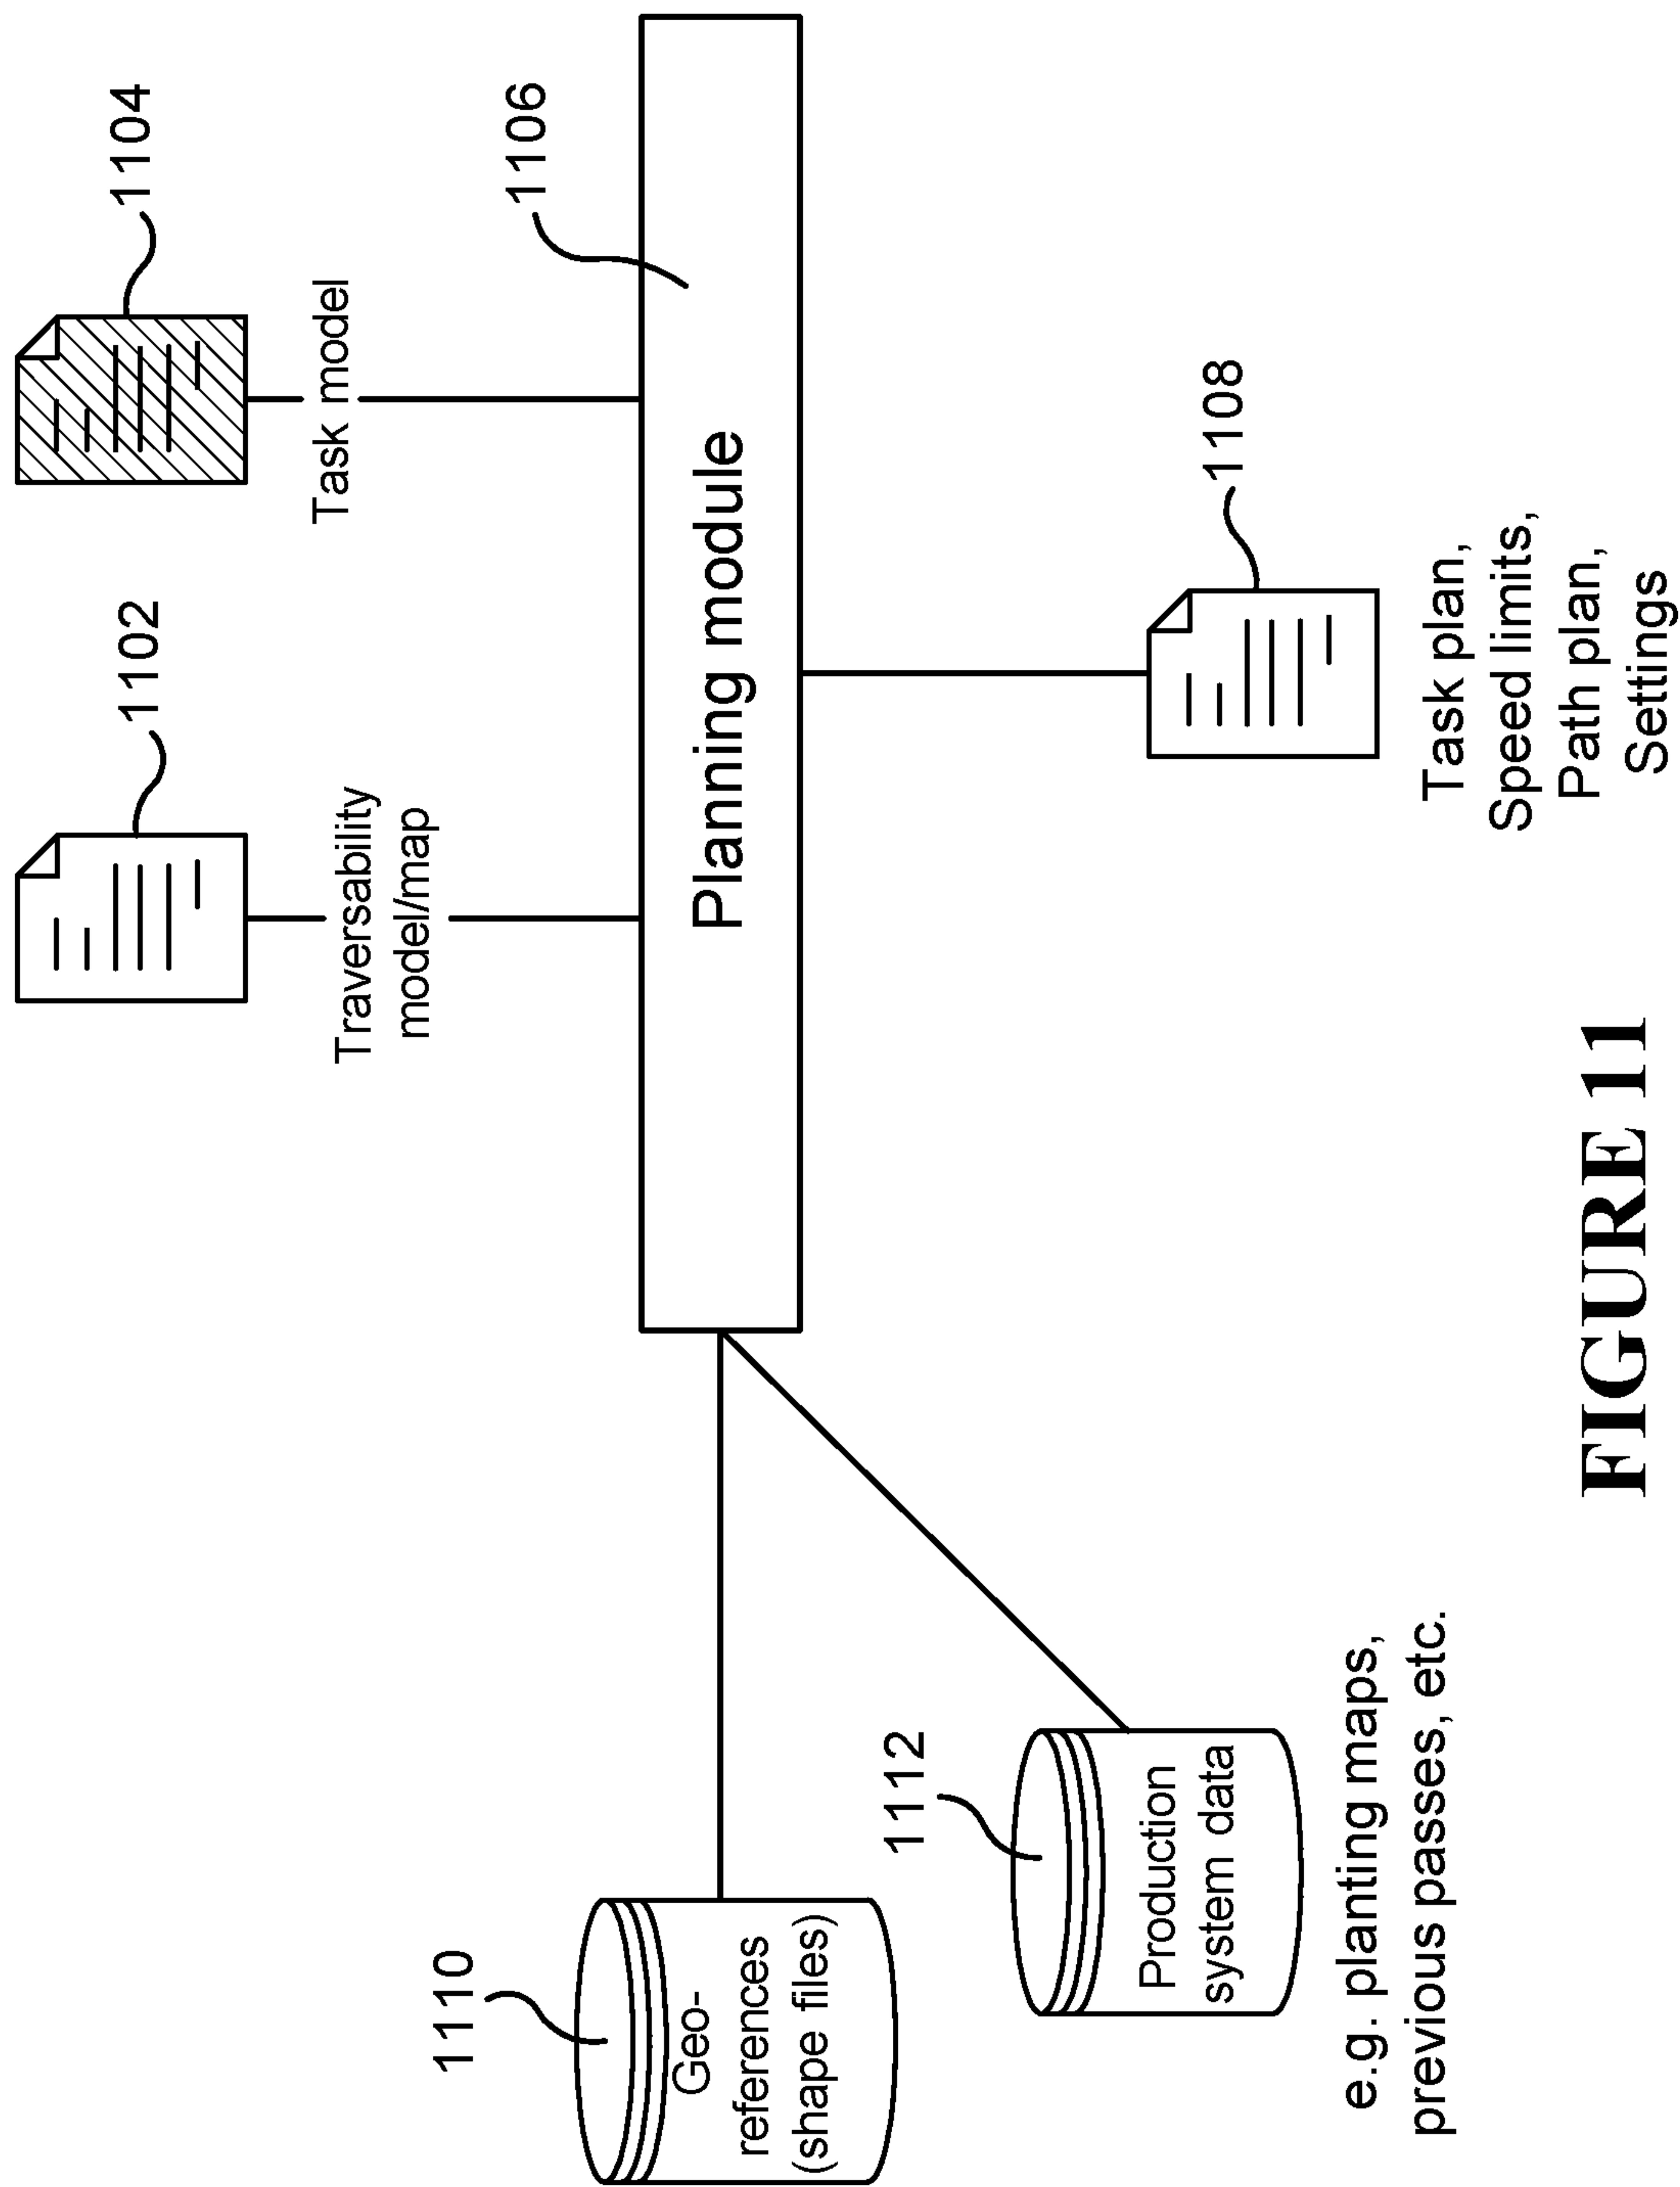 1102
1104
Traversability
model/map
Task model
1110
1106
Geo-
references
(shape files)
Planning module
1112
Production
system data
e.g. planting maps,
previous passes, etc.
1108
Task plan,
Speed limits,
Path plan,
Settings
FIGURE 11